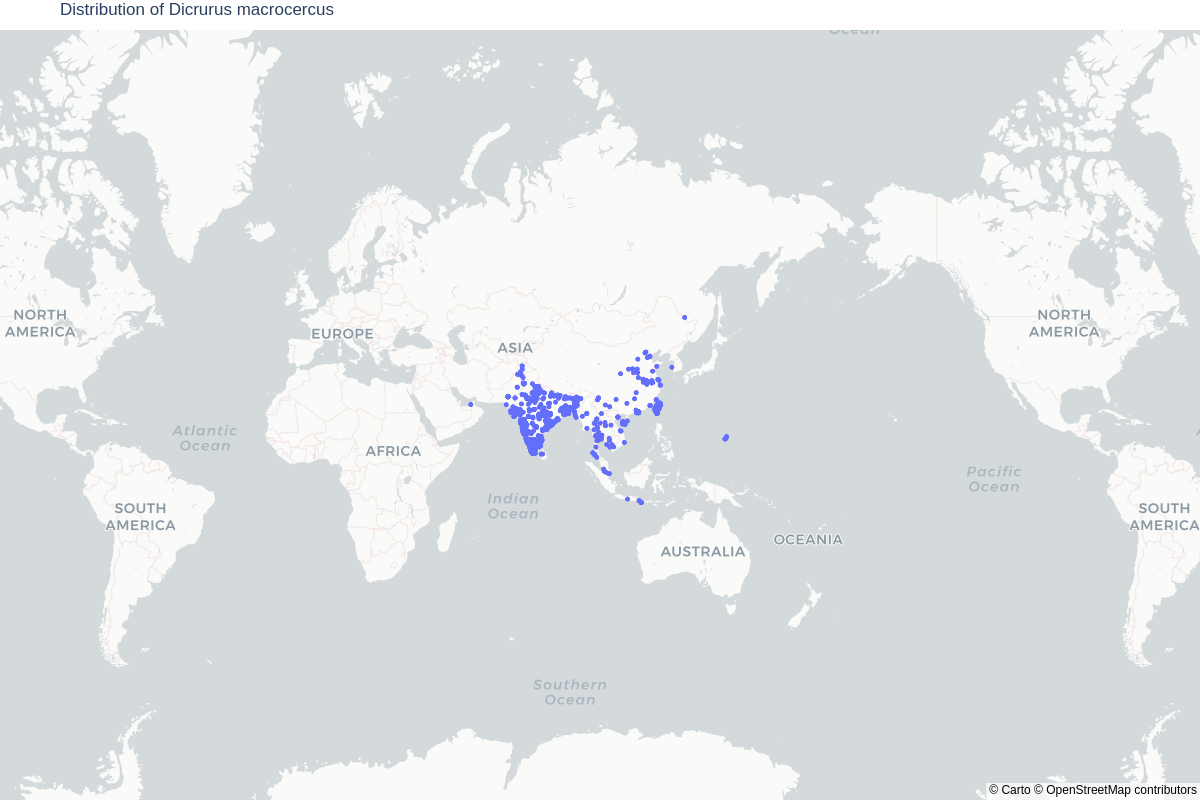 Distribution of Dicrurus macrocercus
Ocean
NORTH
AMERICA
EUROPE
ASIA
NORTH
AMERICA
Atlantic
Ocean
AFRICA
Pacific
Ocean
Indian
Ocean
SOUTH
AMERICA
SOUTH
AMERICA
AUSTRALIA
OCEANIA
Southern
Ocean
© Carto © OpenStreetMap contributors